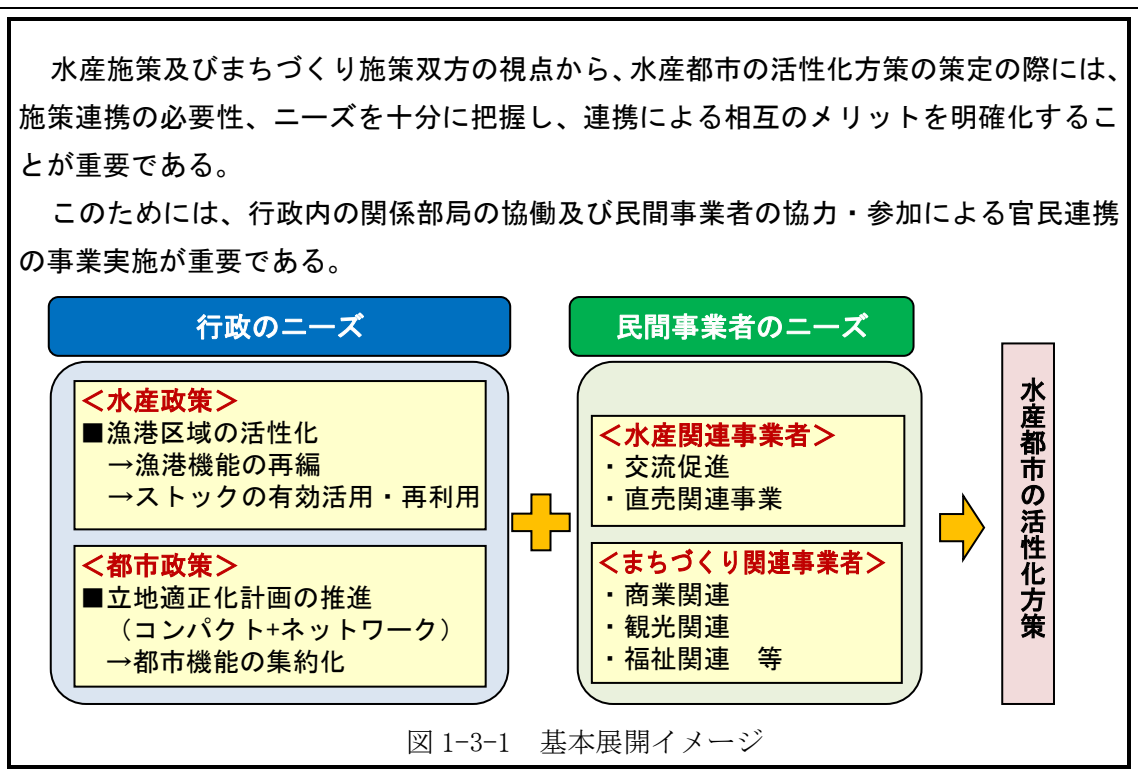 水産施策及びまちづくり施策双方の視点から、水産都市の活性化方策の策定の際には、
施策連携の必要性、ニーズを十分に把握し、連携による相互のメリットを明確化するこ
とが重要である。
このためには、行政内の関係部局の協働及び民間事業者の協力・参加による官民連携
の事業実施が重要である。
行政のニーズ
<水産政策>
■漁港区域の活性化
→漁港機能の再編
→ストックの有効活用・再利用
<都市政策>
■立地適正化計画の推進
（コンパクト+ネットワーク）
→都市機能の集約化
民間事業者のニーズ
<水産関連事業者>
・交流促進
・直売関連事業
<まちづくり関連事業者>
・商業関連
・観光関連
・福祉関連　等
水産都市の活性化方策
図 1-3-1　基本展開イメージ